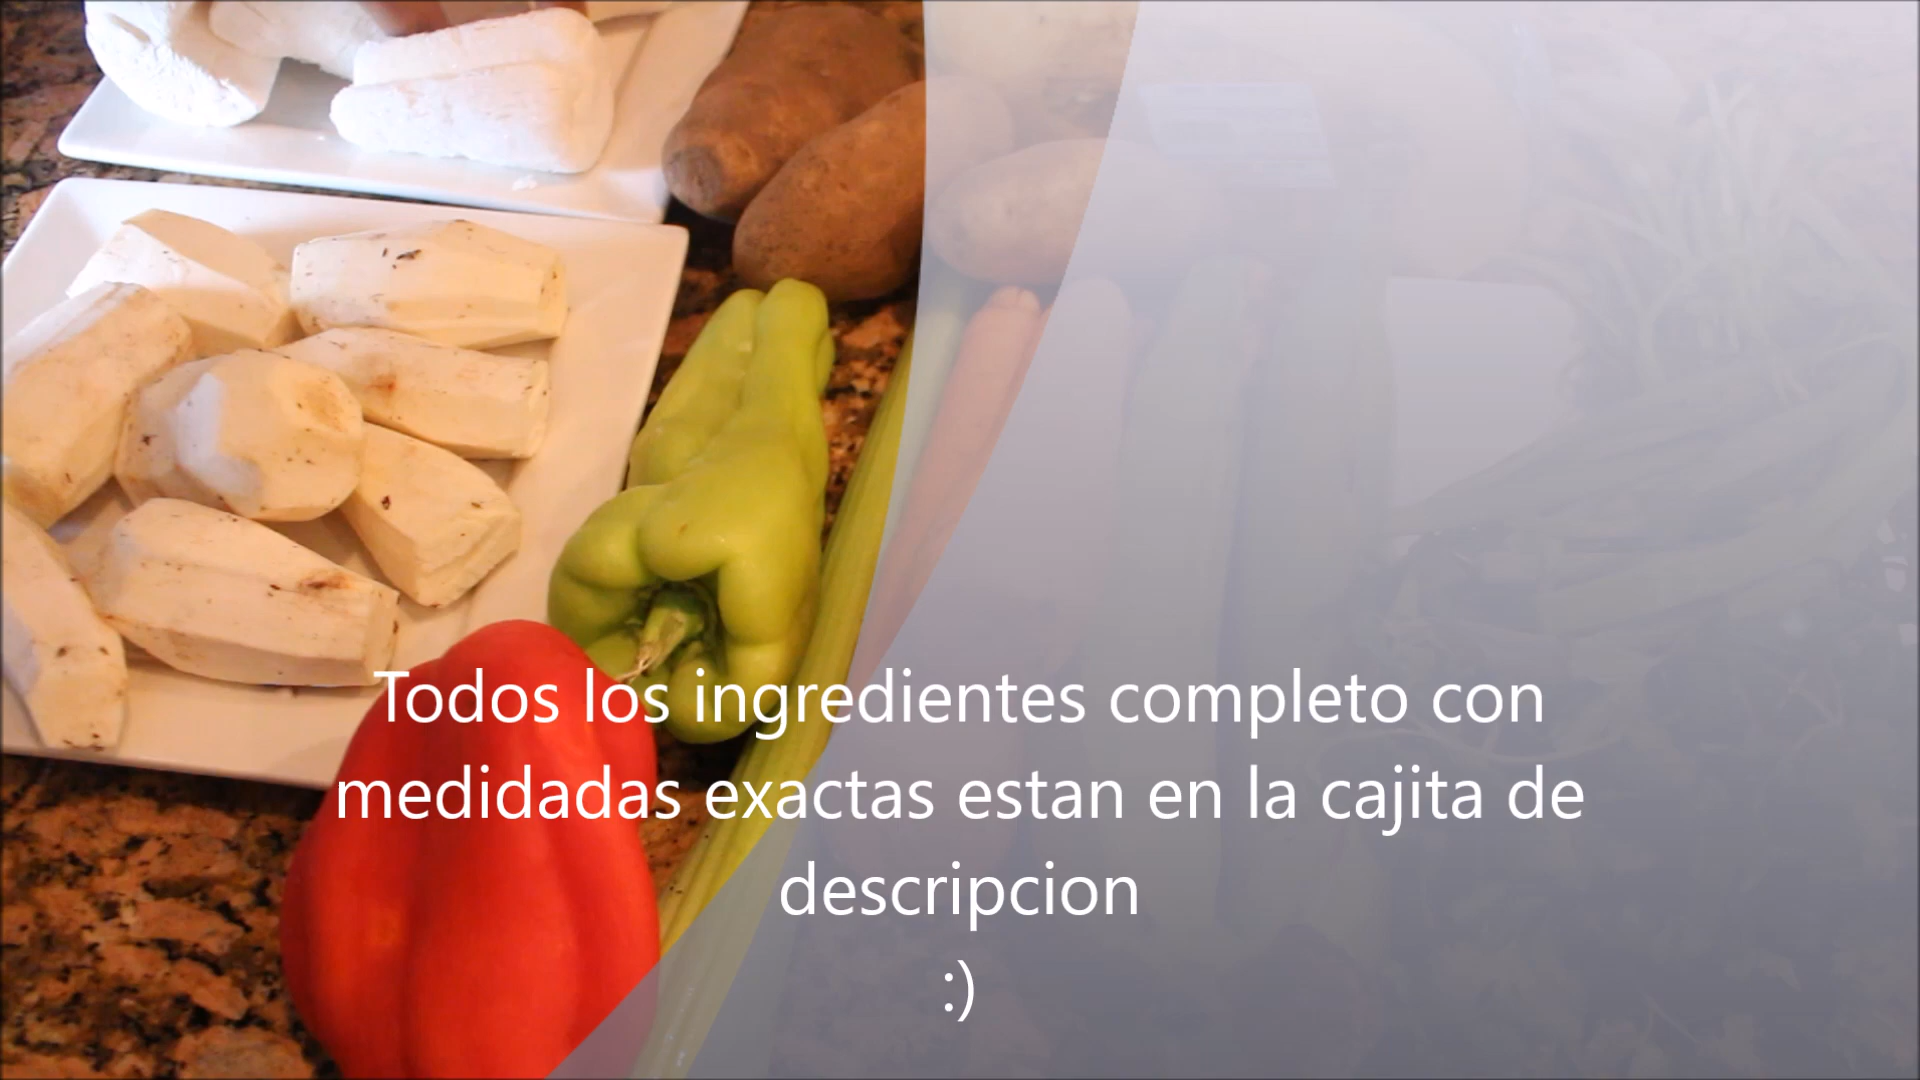 Todos los ingredientes completo con
medidadas exactas estan en la cajita de
descripcion
:)